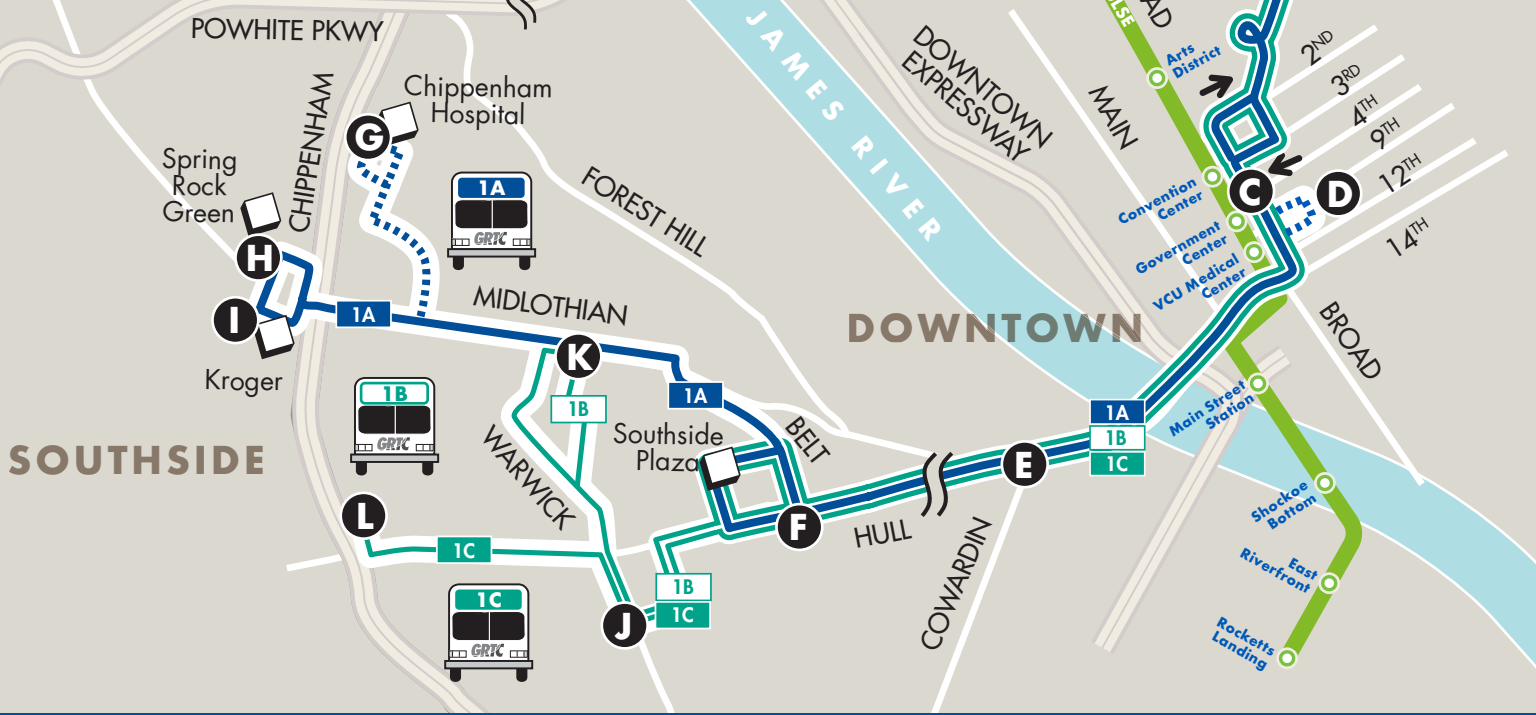 POWHITE PKWY
CHIPPENHAM
Chippenham
Hospital
G
Spring
Rock
Green
H
I
Kroger
1A
1A
GRTC
FOREST HILL
MIDLOTHIAN
K
1A
1B
1B
GRTC
SOUTHSIDE
WARWICK
Southside
Plaza
BELT
F
L
1C
1C
GRTC
J
1B
1C
HULL
COWARDIN
E
1A
1B
1C
DOWNTOWN
JAMES RIVER
DOWNTOWN
EXPRESSWAY
MAIN
LSE
AD
Arts
District
2ND
3RD
4TH
9TH
12TH
14TH
C
D
Convention
Center
Government
Center
VCU Medical
Center
BROAD
Main Street
Station
Shockoe
Bottom
East
Riverfront
Rocketts
Landing